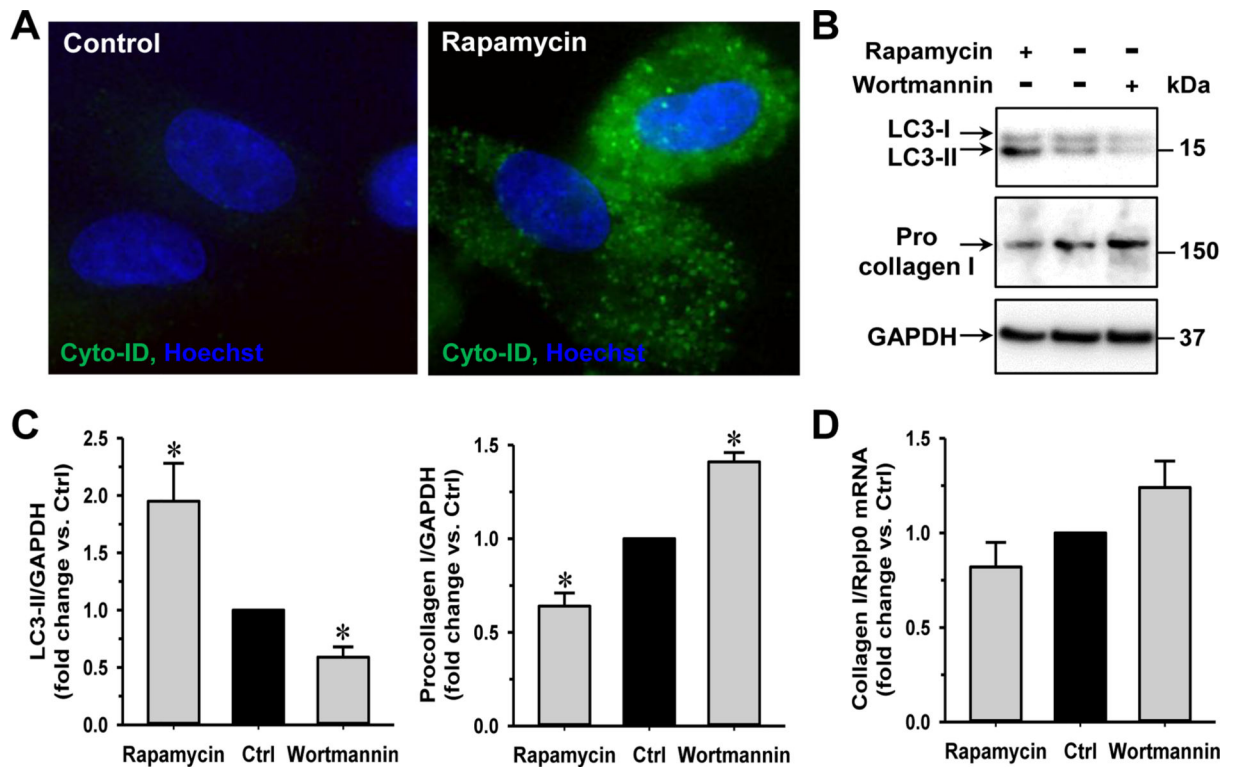 A
Control
Cyto-ID, Hoechst
Rapamycin
Cyto-ID, Hoechst
B
Rapamycin + - -
Wortmannin - - + kDa
LC3-I
LC3-II
15
Pro
collagen I
150
GAPDH
37
C
LC3-II/GAPDH
(fold change vs. Ctrl)
2.5
2.0
1.5
1.0
0.5
0.0
*
*
Rapamycin Ctrl Wortmannin
Procollagen I/GAPDH
(fold change vs. Ctrl)
1.5
1.0
0.5
0.0
*
*
Rapamycin Ctrl Wortmannin
D
Collagen I/Rplp0 mRNA
(fold change vs. Ctrl)
1.5
1.0
0.5
0.0
Rapamycin Ctrl Wortmannin